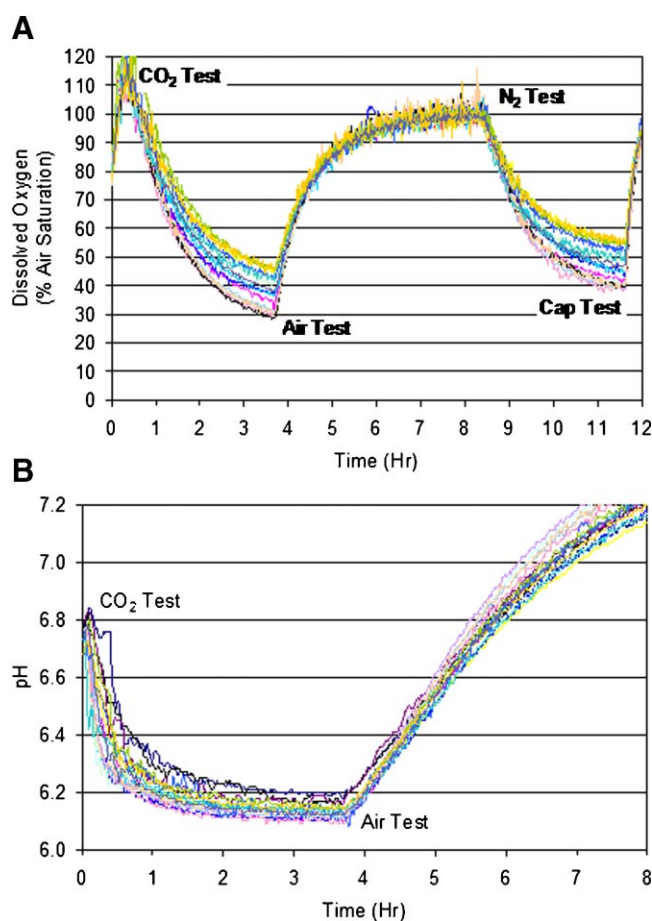 A
120
110
100
90
80
70
60
50
40
30
20
10
0
Dissolved Oxygen
(% Air Saturation)
CO₂ Test
N₂ Test
Air Test
Cap Test
0 1 2 3 4 5 6 7 8 9 10 11 12
Time (Hr)
B
7.2
7.0
6.8
6.6
6.4
6.2
6.0
pH
CO₂ Test
Air Test
0 1 2 3 4 5 6 7 8
Time (Hr)